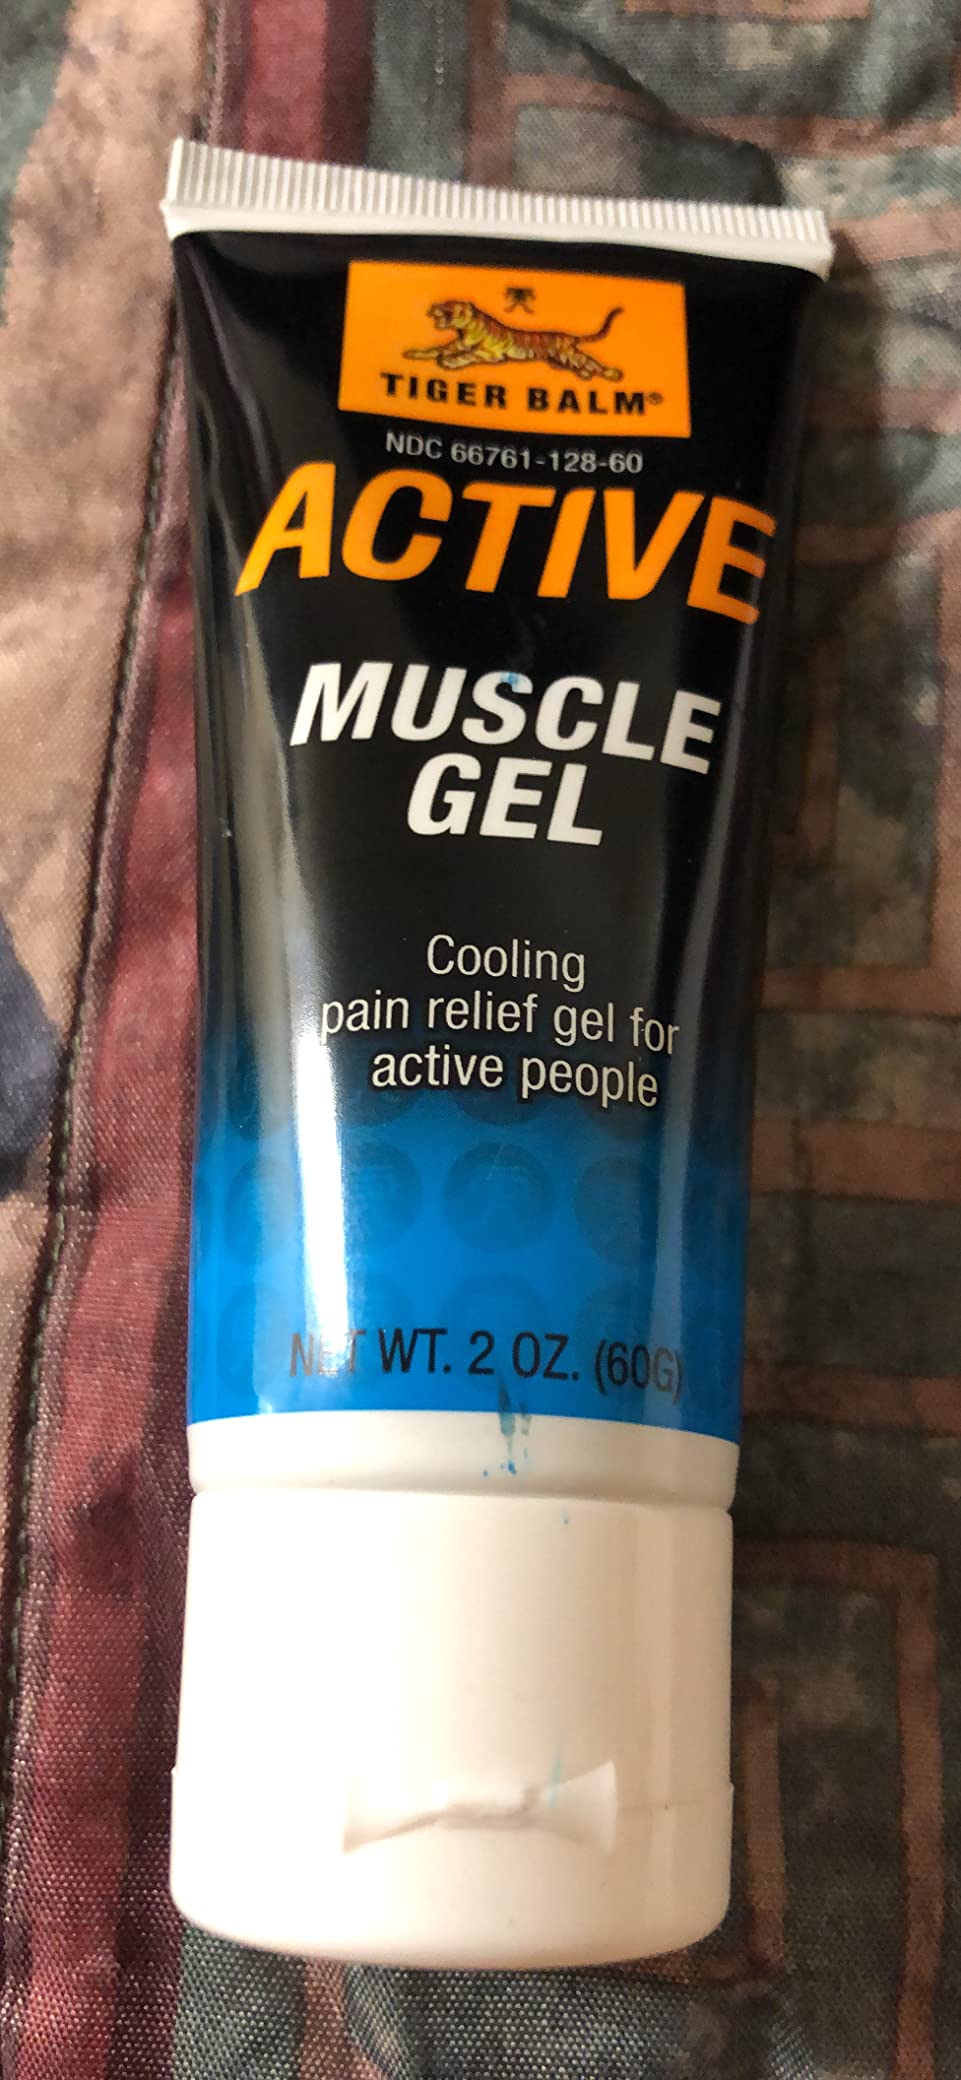 TIGER BALM®
NDC 66761-128-60
ACTIVE
MUSCLE
GEL
Cooling
pain relief gel for
active people
NET WT. 2 OZ. (60G)